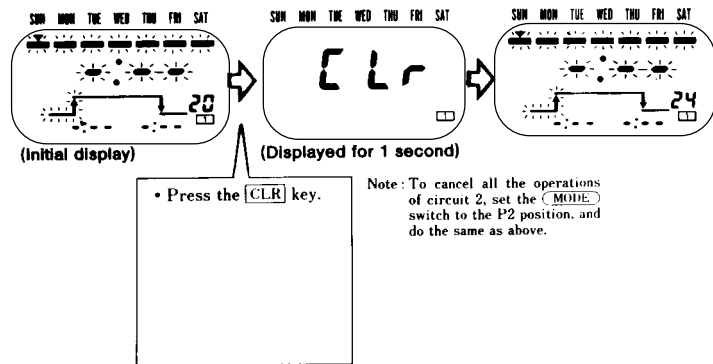 SUN MON TUE WED THU FRI SAT
20
1
(Initial display)
SUN MON TUE WED THU FRI SAT
CLr
1
(Displayed for 1 second)
SUN MON TUE WED THU FRI SAT
24
1
• Press the CLR key.
Note : To cancel all the operations
of circuit 2, set the MODE
switch to the P2 position, and
do the same as above.